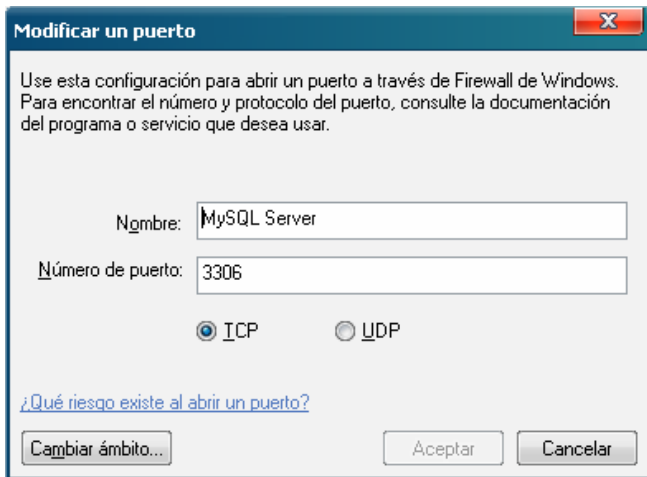 Modificar un puerto
Use esta configuración para abrir un puerto a través de Firewall de Windows.
Para encontrar el número y protocolo del puerto, consulte la documentación
del programa o servicio que desea usar.
Nombre: MySQL Server
Número de puerto: 3306
TCP UDP
¿Qué riesgo existe al abrir un puerto?
Cambiar ámbito... Aceptar Cancelar